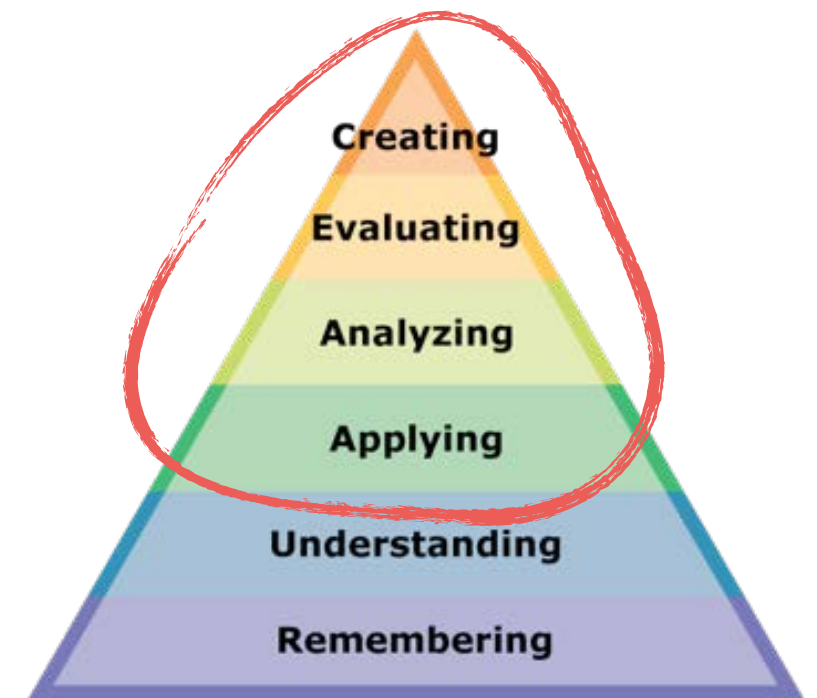 Creating
Evaluating
Analyzing
Applying
Understanding
Remembering